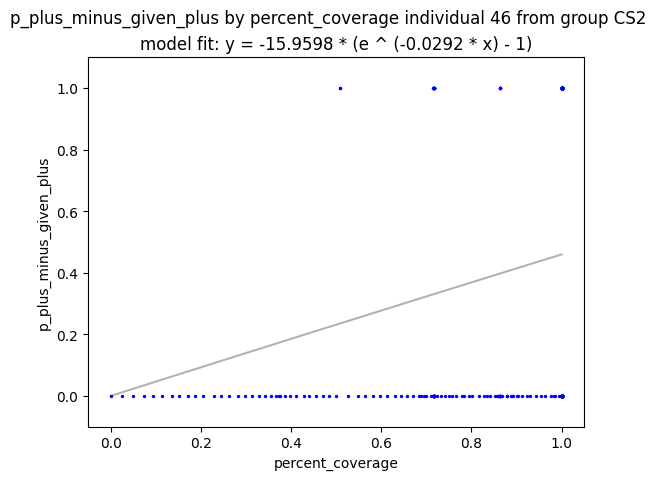 p_plus_minus_given_plus by percent_coverage individual 46 from group CS2
model fit: y = -15.9598 * (e ^ (-0.0292 * x) - 1)
1.0
0.8
0.6
0.4
0.2
0.0
p_plus_minus_given_plus
0.0 0.2 0.4 0.6 0.8 1.0
percent_coverage